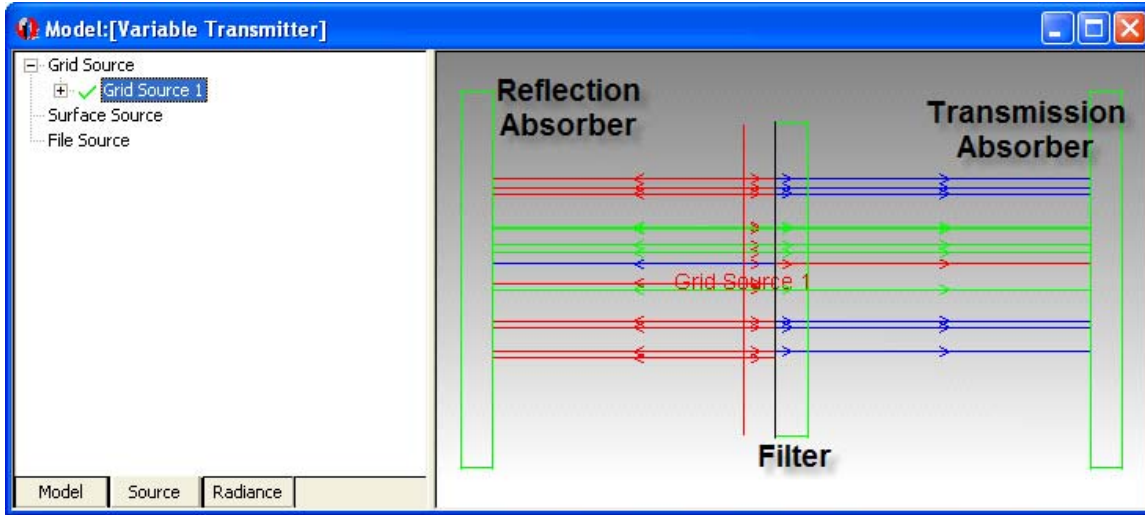 Model:[Variable Transmitter]
Grid Source
Grid Source 1
Surface Source
File Source
Model
Source
Radiance
Reflection
Absorber
Transmission
Absorber
Grid Source 1
Filter